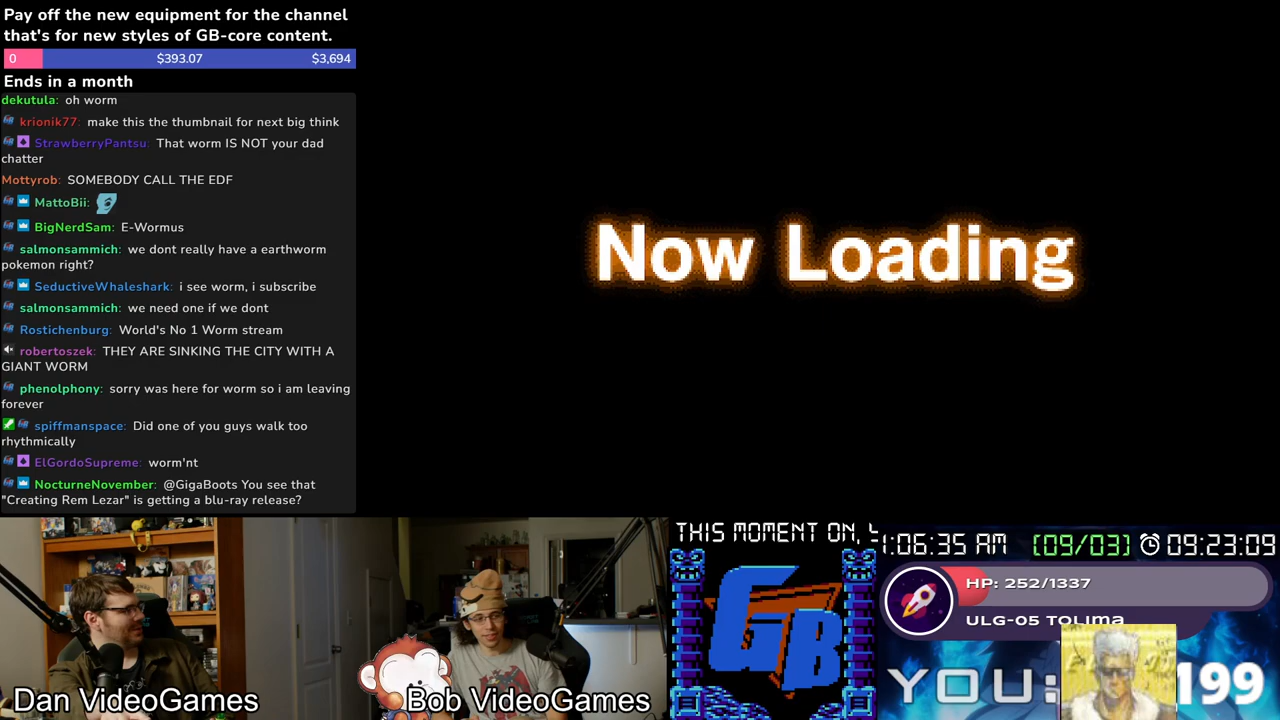 Pay off the new equipment for the channel
that's for new styles of GB-core content.
0 $393.07 $3,694
Ends in a month
dekutula: oh worm
krionik77: make this the thumbnail for next big think
StrawberryPantsu: That worm IS NOT your dad
chatter
Mottyrob: SOMEBODY CALL THE EDF
MattoBii:
BigNerdSam: E-Wormus
salmonsammich: we dont really have a earthworm
pokemon right?
SeductiveWhaleshark: i see worm, i subscribe
salmonsammich: we need one if we dont
Rostichenburg: World's No 1 Worm stream
robertoszek: THEY ARE SINKING THE CITY WITH A
GIANT WORM
phenolphony: sorry was here for worm so i am leaving
forever
spiffmanspace: Did one of you guys walk too
rhythmically
ElGordoSupreme: worm'nt
NocturneNovember: @GigaBoots You see that
"Creating Rem Lezar" is getting a blu-ray release?
Now Loading
Dan VideoGames
Bob VideoGames
THIS MOMENT ON,
GB
1:06:35 AM [09/03] 09:23:09
HP: 252/1337
ULG-05 TOLIMA
YOU: 199